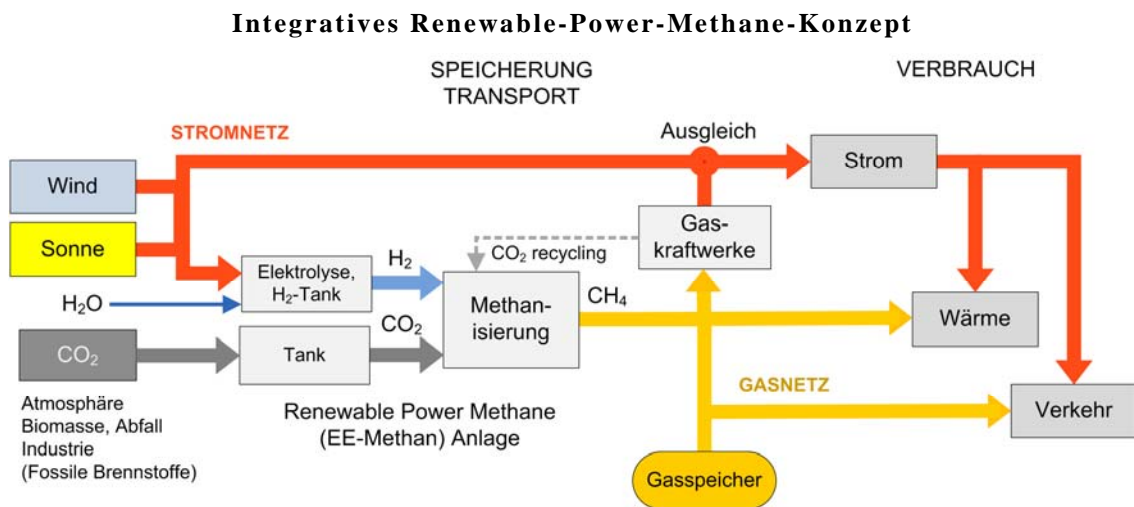 Integratives Renewable-Power-Methane-Konzept
SPEICHERUNG
TRANSPORT
VERBRAUCH
STROMNETZ
Ausgleich
Wind
Strom
Sonne
Gas-
kraftwerke
CO₂ recycling
Elektrolyse,
H₂-Tank
H₂
H₂O
Methan-
isierung
CH₄
Wärme
CO₂
Tank
CO₂
GASNETZ
Verkehr
Atmosphäre
Biomasse, Abfall
Industrie
(Fossile Brennstoffe)
Renewable Power Methane
(EE-Methan) Anlage
Gasspeicher